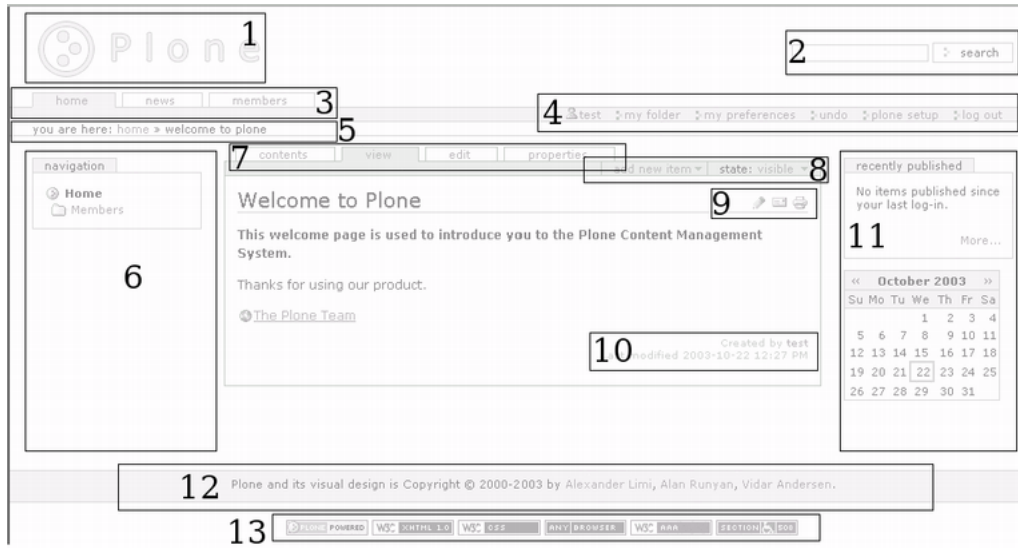 1
Plone
2
search
home news members 3
4 test my folder my preferences undo plone setup log out
you are here: home » welcome to plone 5
navigation
Home
Members
6
7 contents view edit properties
add new item state: visible 8
Welcome to Plone
9
This welcome page is used to introduce you to the Plone Content Management
System.
Thanks for using our product.
The Plone Team
10 Created by test
Last modified 2003-10-22 12:27 PM
recently published
No items published since
your last log-in.
11
More...
« October 2003 »
Su Mo Tu We Th Fr Sa
1 2 3 4
5 6 7 8 9 10 11
12 13 14 15 16 17 18
19 20 21 22 23 24 25
26 27 28 29 30 31
12 Plone and its visual design is Copyright © 2000-2003 by Alexander Limi, Alan Runyan, Vidar Andersen.
13 PLONE POWERED W3C XHTML 1.0 W3C CSS ANY BROWSER W3C AAA SECTION 508